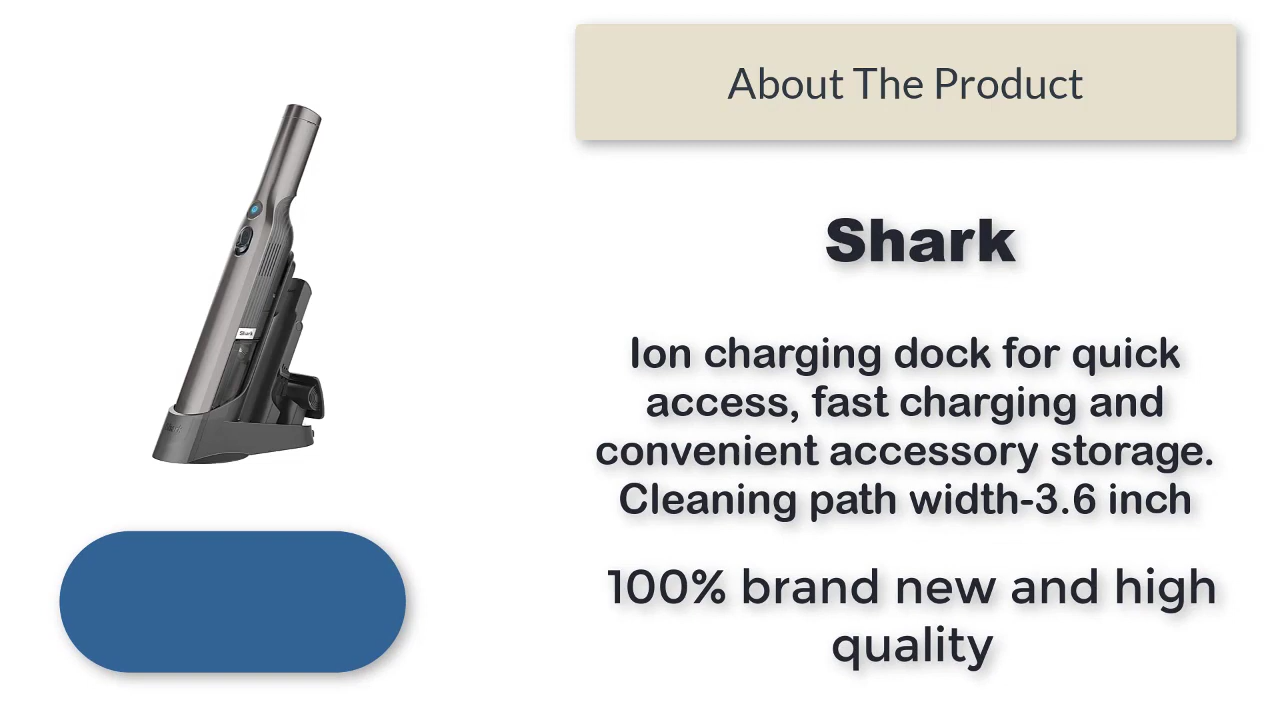 About The Product
Shark
Ion charging dock for quick
access, fast charging and
convenient accessory storage.
Cleaning path width-3.6 inch
100% brand new and high
quality
Shark